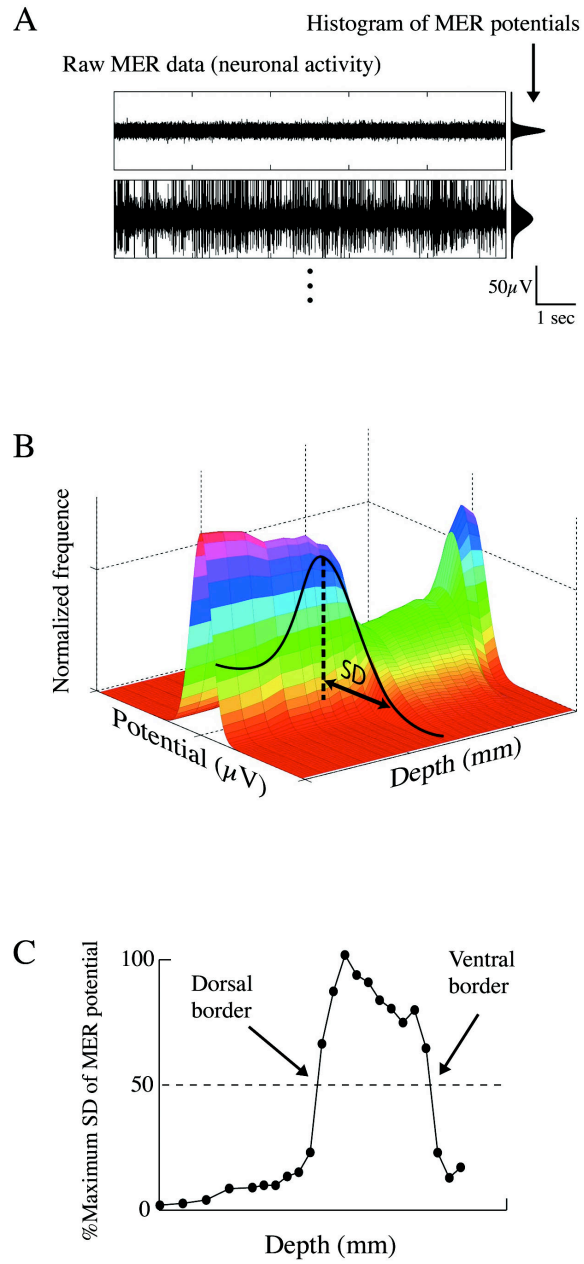 A
Histogram of MER potentials
Raw MER data (neuronal activity)
50μV
1 sec
B
Normalized frequence
SD
Potential (μV)
Depth (mm)
C
%Maximum SD of MER potential
100
Dorsal
border
Ventral
border
50
0
Depth (mm)